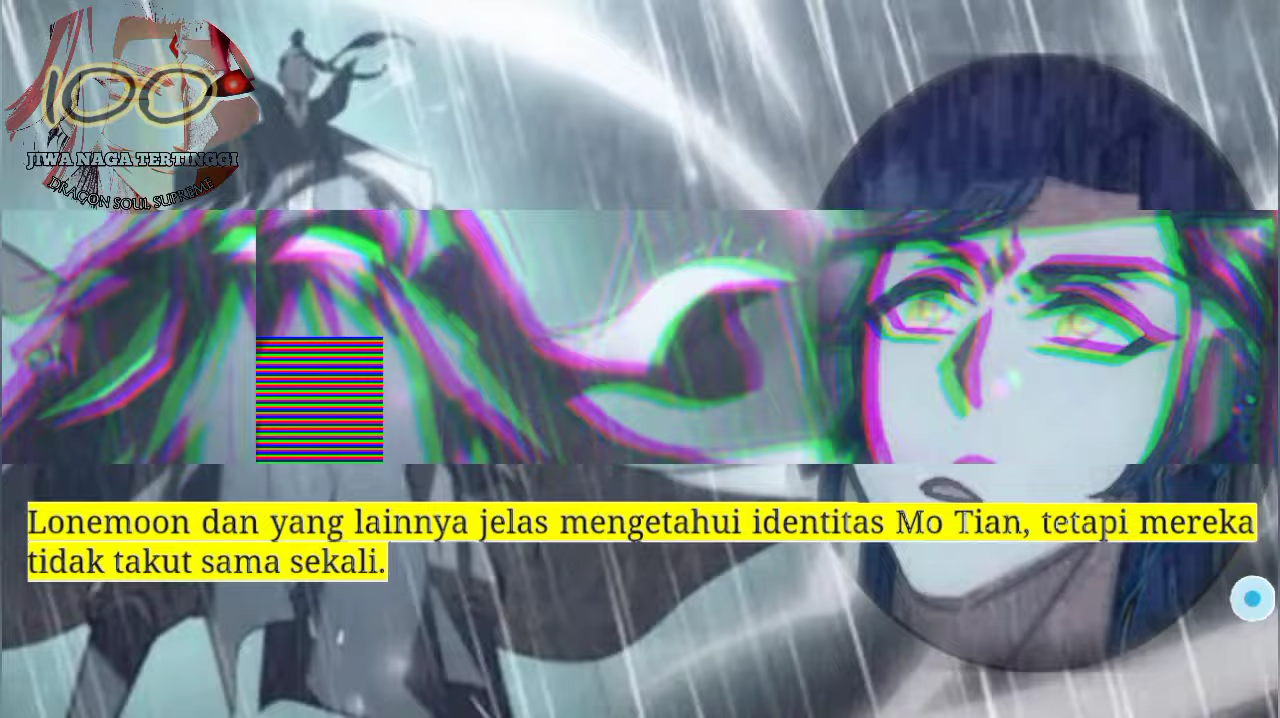 100
JIWA NAGA TERTINGGI
DRAGON SOUL SUPREME
Lonemoon dan yang lainnya jelas mengetahui identitas Mo Tian, tetapi mereka
tidak takut sama sekali.